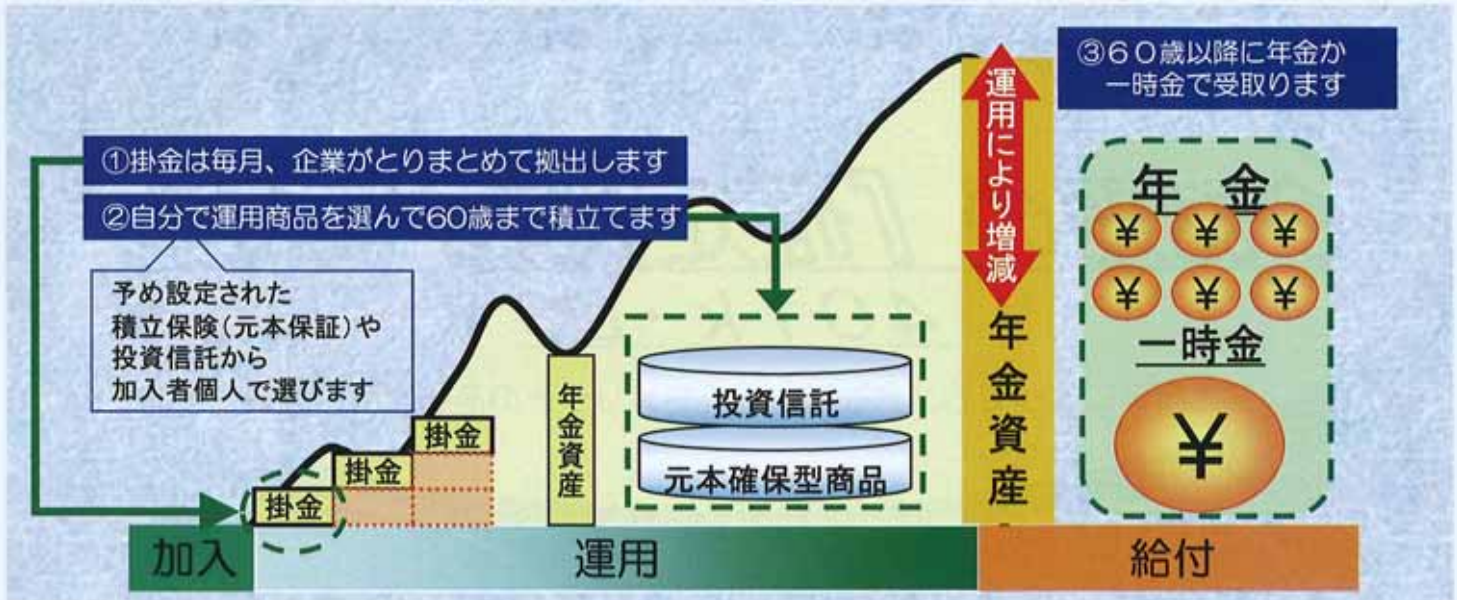 ①掛金は毎月、企業がとりまとめて拠出します
②自分で運用商品を選んで60歳まで積立てます
予め設定された
積立保険(元本保証)や
投資信託から
加入者個人で選びます
掛金
掛金
掛金
年金資産
投資信託
元本確保型商品
運用により増減
年金資産
③60歳以降に年金か
一時金で受取ります
年 金
¥ ¥ ¥
¥ ¥ ¥
一時金
¥
加入
運用
給付